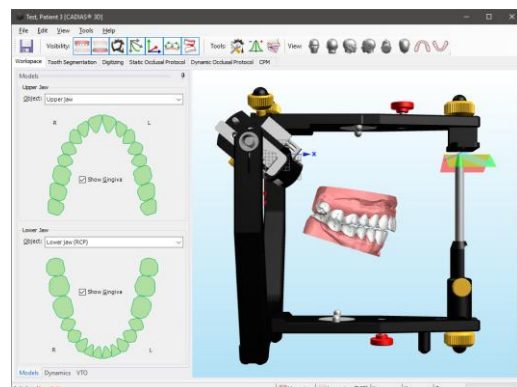 Test, Patient 3 [CADIAS® 3D]
File Edit View Tools Help
Visibility: Tools: View:
Workspace Tooth Segmentation Digitizing Static Occlusal Protocol Dynamic Occlusal Protocol CPM
Models
Upper Jaw
Object: Upper Jaw
R L
Show Gingiva
Lower Jaw
Object: Lower Jaw (RCP)
Show Gingiva
R L
X
Models Dynamics VTO